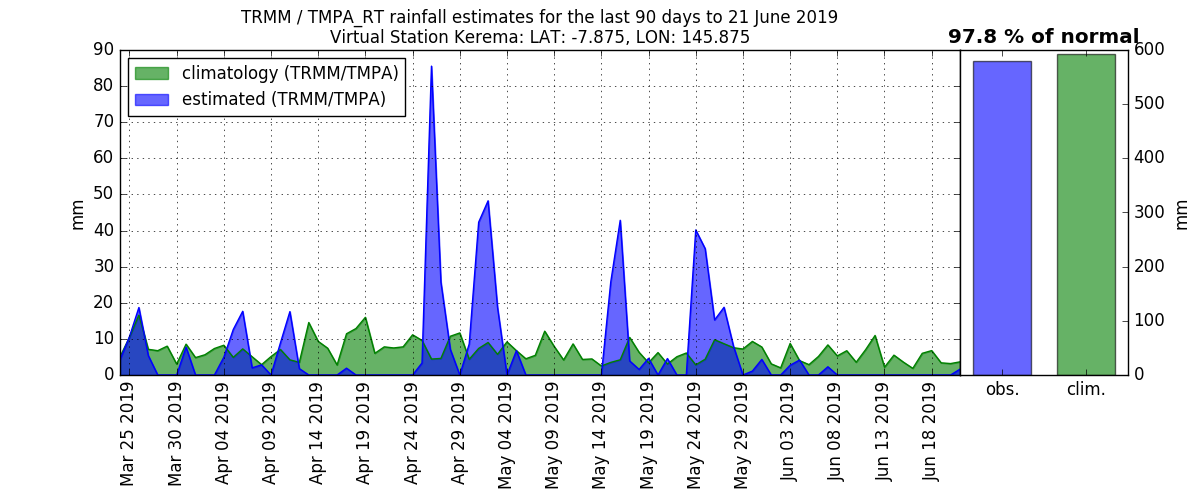 TRMM / TMPA_RT rainfall estimates for the last 90 days to 21 June 2019
Virtual Station Kerema: LAT: -7.875, LON: 145.875
97.8 % of normal
climatology (TRMM/TMPA)
estimated (TRMM/TMPA)
90
80
70
60
50
40
30
20
10
0
mm
Mar 25 2019
Mar 30 2019
Apr 04 2019
Apr 09 2019
Apr 14 2019
Apr 19 2019
Apr 24 2019
Apr 29 2019
May 04 2019
May 09 2019
May 14 2019
May 19 2019
May 24 2019
May 29 2019
Jun 03 2019
Jun 08 2019
Jun 13 2019
Jun 18 2019
600
500
400
300
200
100
0
mm
obs.
clim.